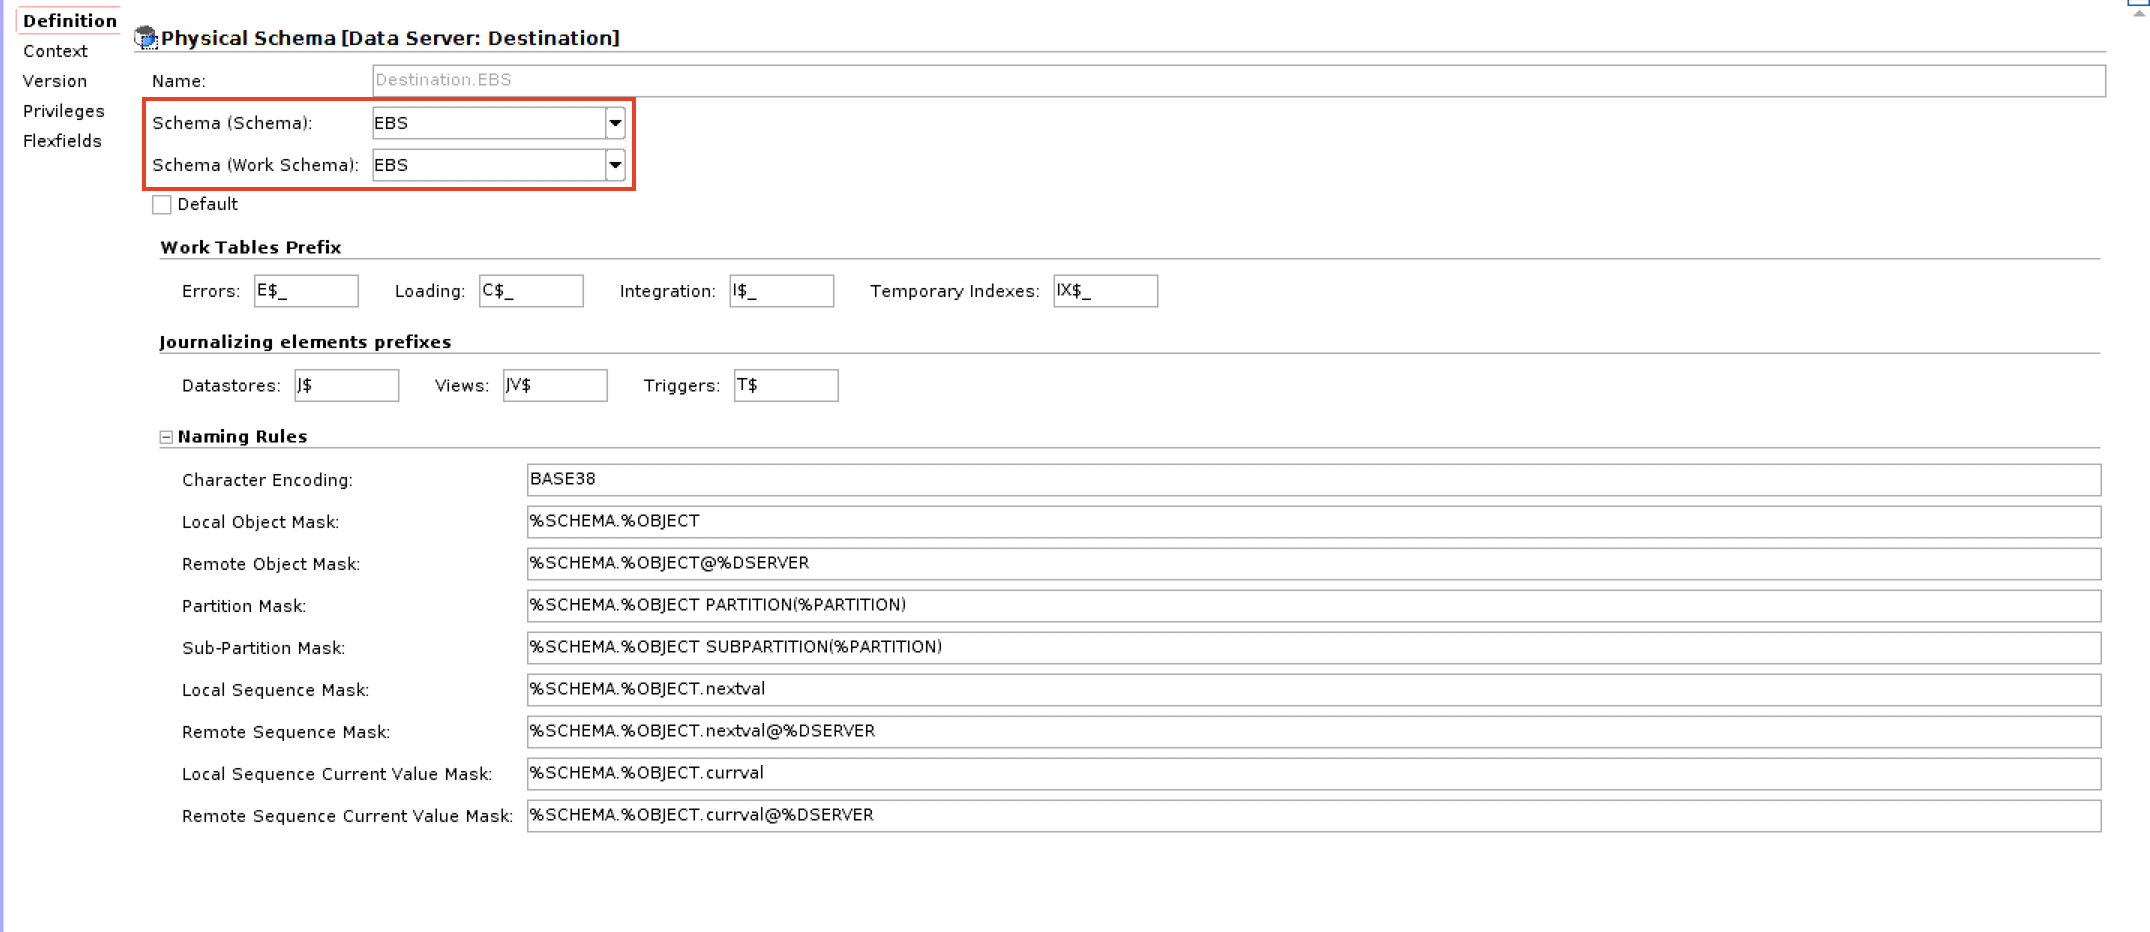 Definition
Context
Version
Privileges
Flexfields
Physical Schema [Data Server: Destination]
Name: Destination.EBS
Schema (Schema): EBS
Schema (Work Schema): EBS
Default
Work Tables Prefix
Errors: E$_ Loading: C$_ Integration: I$_ Temporary Indexes: IX$_
Journalizing elements prefixes
Datastores: J$ Views: JV$ Triggers: T$
Naming Rules
Character Encoding: BASE38
Local Object Mask: %SCHEMA.%OBJECT
Remote Object Mask: %SCHEMA.%OBJECT@%DSERVER
Partition Mask: %SCHEMA.%OBJECT PARTITION(%PARTITION)
Sub-Partition Mask: %SCHEMA.%OBJECT SUBPARTITION(%PARTITION)
Local Sequence Mask: %SCHEMA.%OBJECT.nextval
Remote Sequence Mask: %SCHEMA.%OBJECT.nextval@%DSERVER
Local Sequence Current Value Mask: %SCHEMA.%OBJECT.currval
Remote Sequence Current Value Mask: %SCHEMA.%OBJECT.currval@%DSERVER